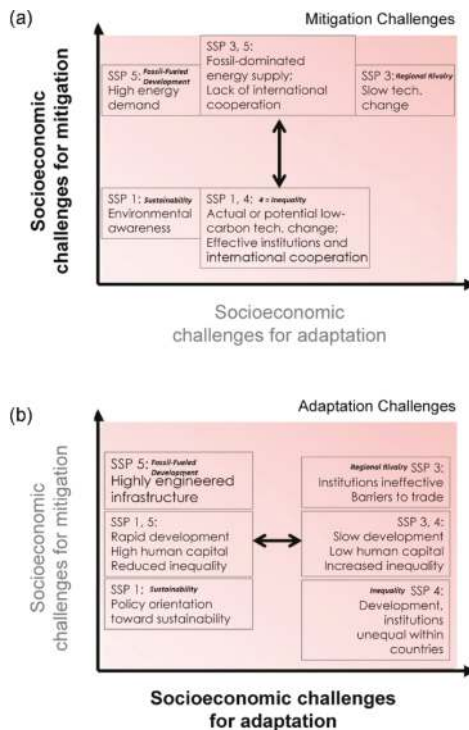 (a)
Mitigation Challenges
Socioeconomic
challenges for mitigation
SSP 5: Fossil-Fueled
Development
High energy
demand
SSP 3, 5:
Fossil-dominated
energy supply;
Lack of international
cooperation
SSP 3: Regional Rivalry
Slow tech.
change
SSP 1: Sustainability
Environmental
awareness
SSP 1, 4: 4 = Inequality
Actual or potential low-
carbon tech. change;
Effective institutions and
international cooperation
Socioeconomic
challenges for adaptation
(b)
Adaptation Challenges
Socioeconomic
challenges for mitigation
SSP 5: Fossil-Fueled
Development
Highly engineered
infrastructure
SSP 1, 5:
Rapid development
High human capital
Reduced inequality
SSP 1: Sustainability
Policy orientation
toward sustainability
Regional Rivalry SSP 3:
Institutions ineffective
Barriers to trade
SSP 3, 4:
Slow development
Low human capital
Increased inequality
Inequality SSP 4:
Development,
institutions
unequal within
countries
Socioeconomic challenges
for adaptation